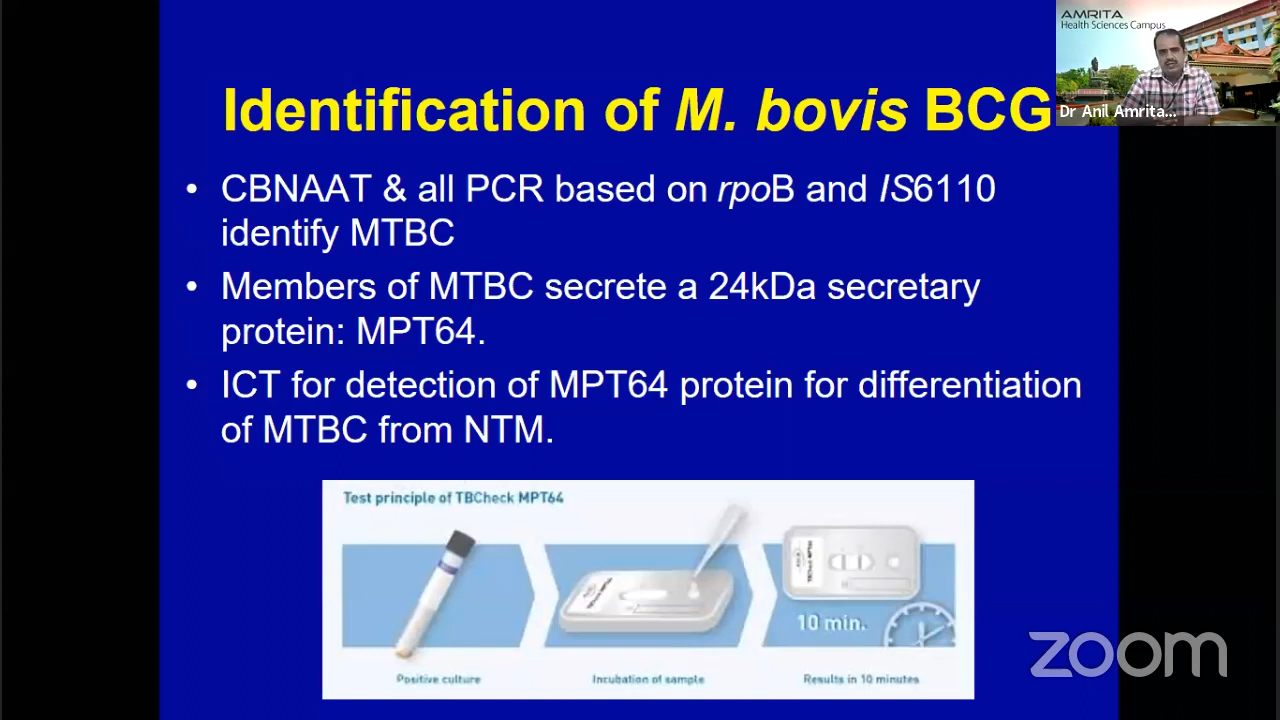 AMRITA
Health Sciences Campus
Dr Anil Amrita...
Identification of M. bovis BCG
• CBNAAT & all PCR based on rpoB and IS6110
identify MTBC
• Members of MTBC secrete a 24kDa secretary
protein: MPT64.
• ICT for detection of MPT64 protein for differentiation
of MTBC from NTM.
Test principle of TBCheck MPT64
10 min.
Positive culture
Incubation of sample
Results in 10 minutes
zoom